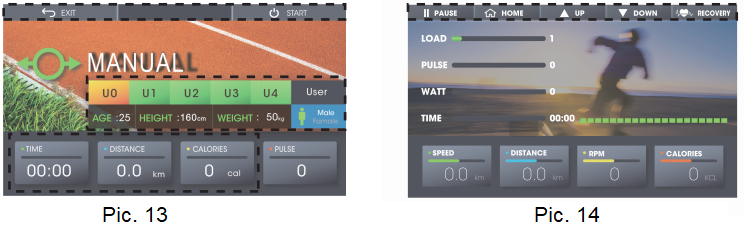 EXIT START
MANUAL
U0 U1 U2 U3 U4 User
AGE :25 HEIGHT :160cm WEIGHT : 50kg Male
Female
TIME DISTANCE CALORIES PULSE
00:00 0.0 km 0 cal 0
Pic. 13
PAUSE HOME UP DOWN RECOVERY
LOAD 1
PULSE 0
WATT 0
TIME 00:00
SPEED DISTANCE RPM CALORIES
0.0 km 0.0 km 0 0 KCL
Pic. 14